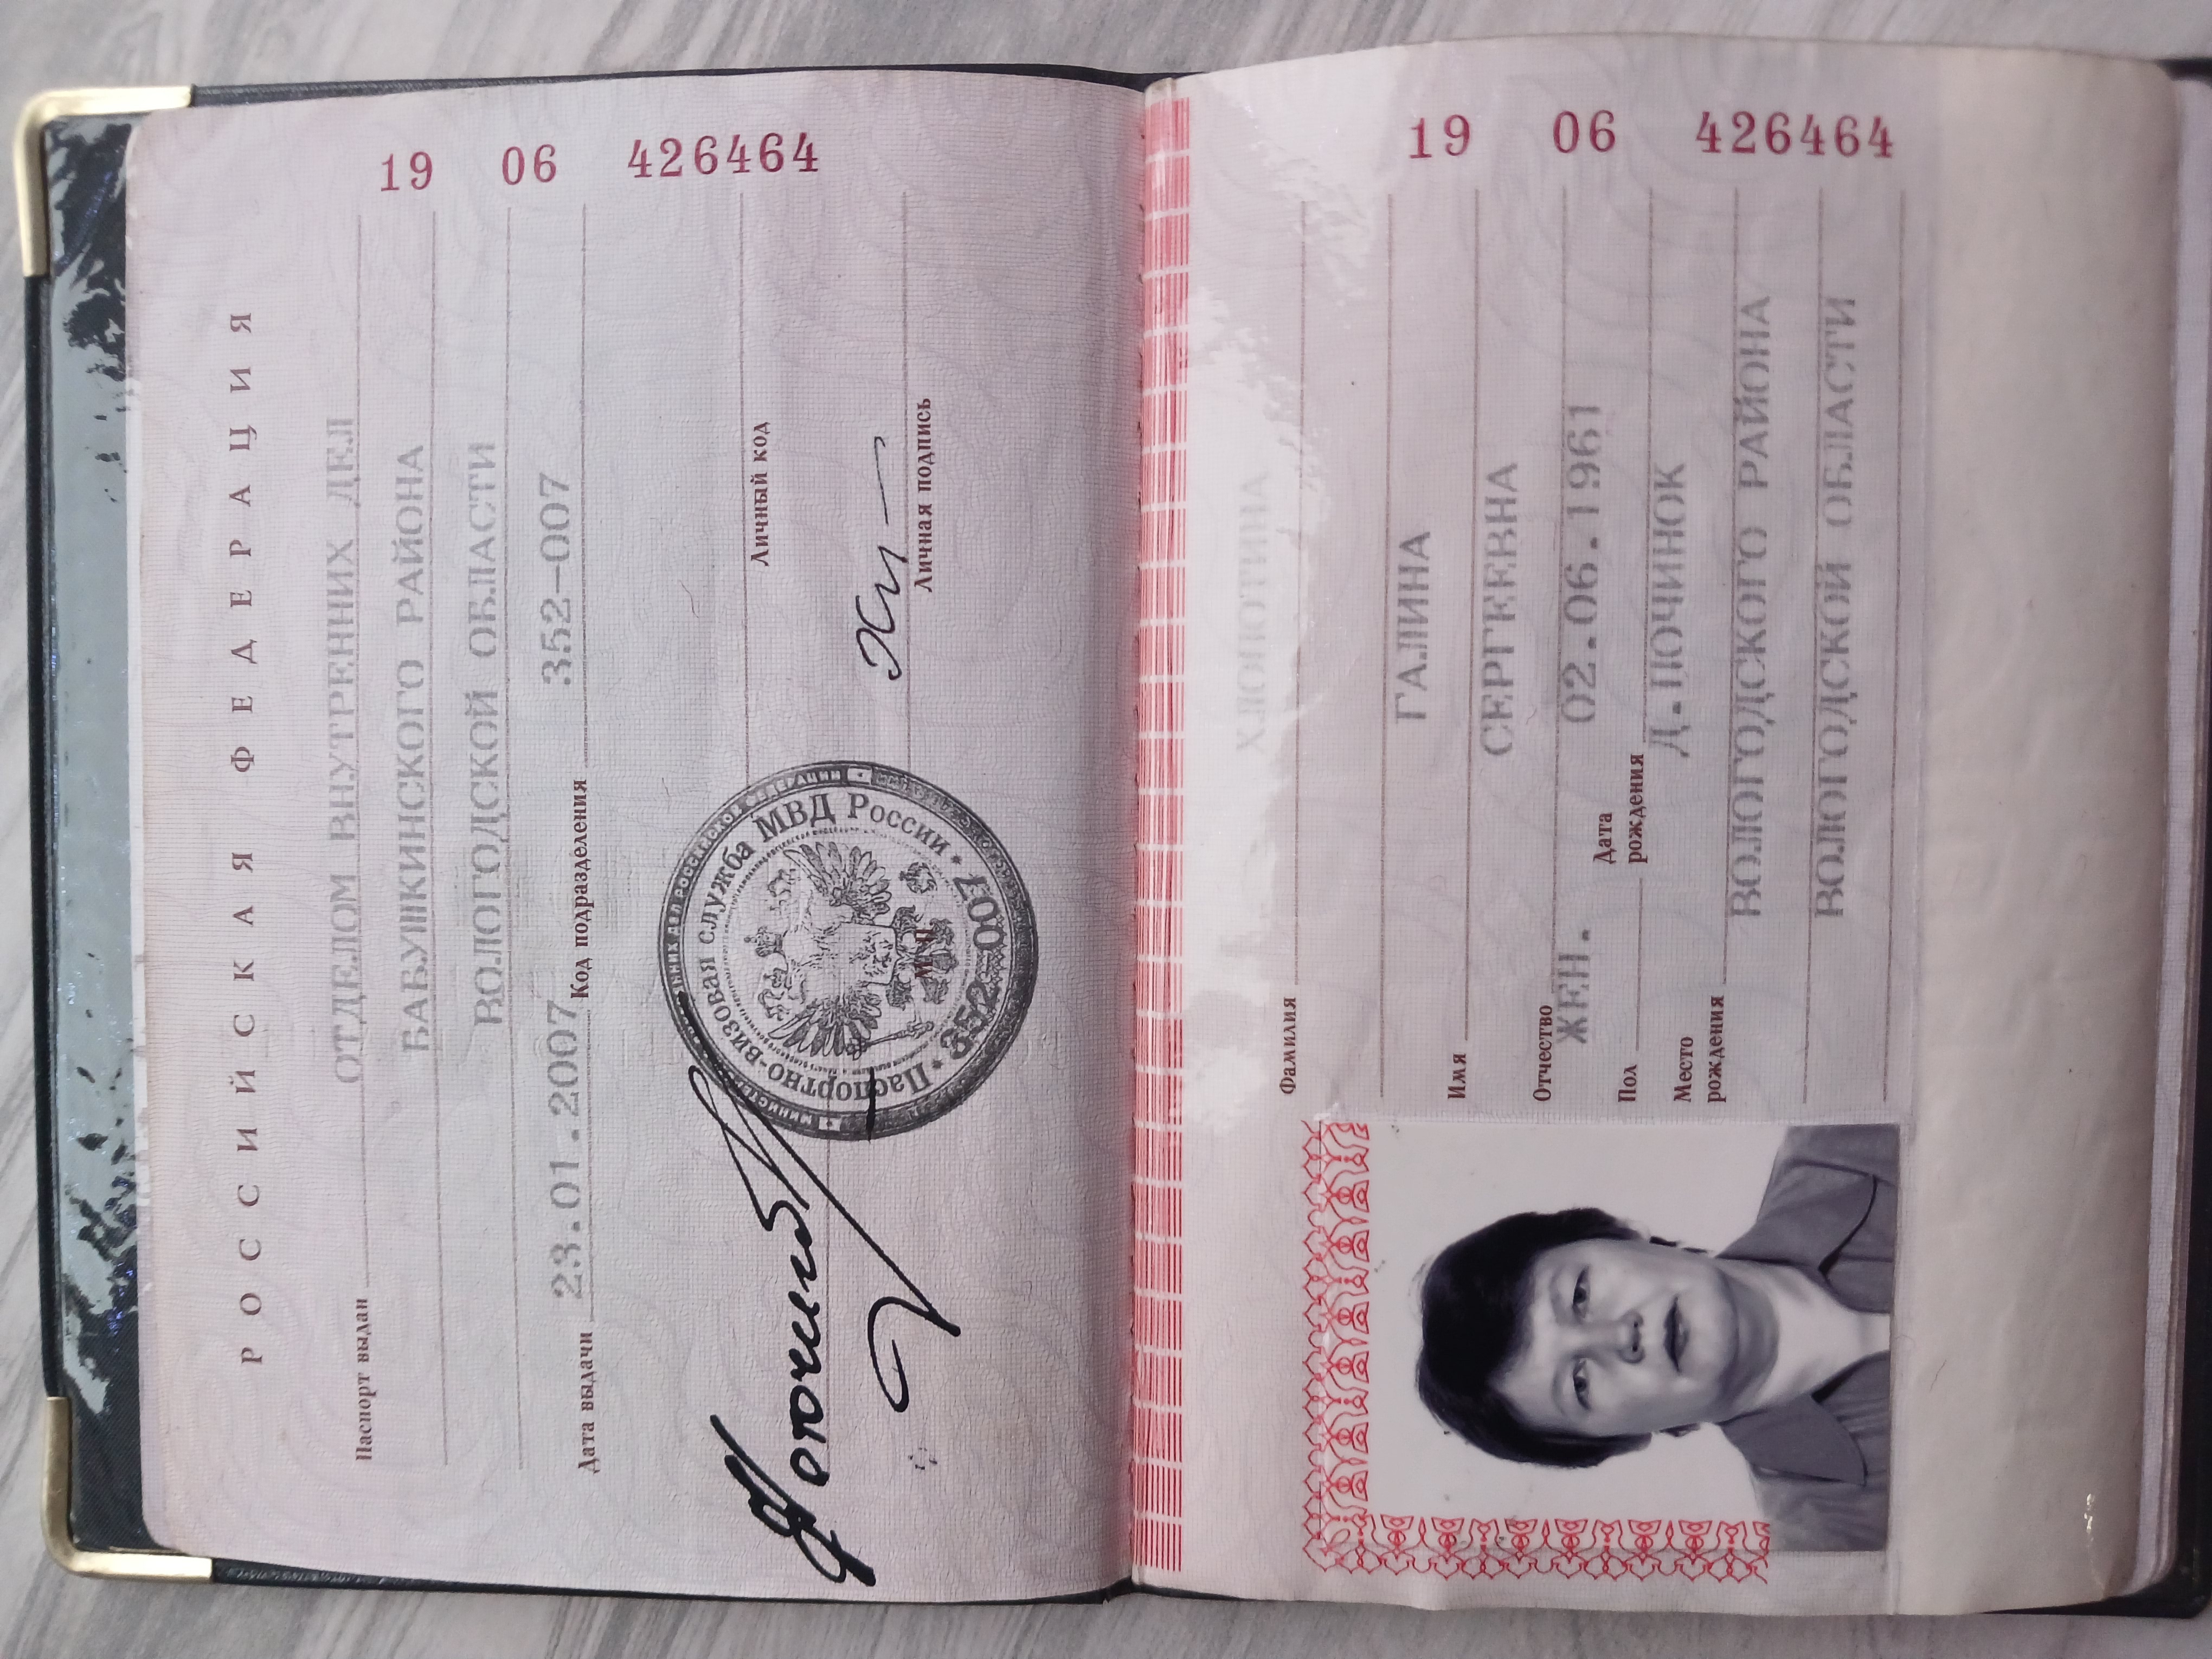 РОССИЙСКАЯ ФЕДЕРАЦИЯ
19 06 426464
Паспорт выдан ОТДЕЛОМ ВНУТРЕННИХ ДЕЛ
БАБУШКИНСКОГО РАЙОНА
ВОЛОГОДСКОЙ ОБЛАСТИ
Дата выдачи 23.01.2007 Код подразделения 352-007
Личный код
Личная подпись
М.П.
Паспортно-визовая служба МВД России
352-007
19 06 426464
Фамилия ХЛОПОТИНА
Имя ГАЛИНА
Отчество СЕРГЕЕВНА
Пол ЖЕН. Дата рождения 02.06.1961
Место рождения Д.ПОЧИНОК
ВОЛОГОДСКОГО РАЙОНА
ВОЛОГОДСКОЙ ОБЛАСТИ